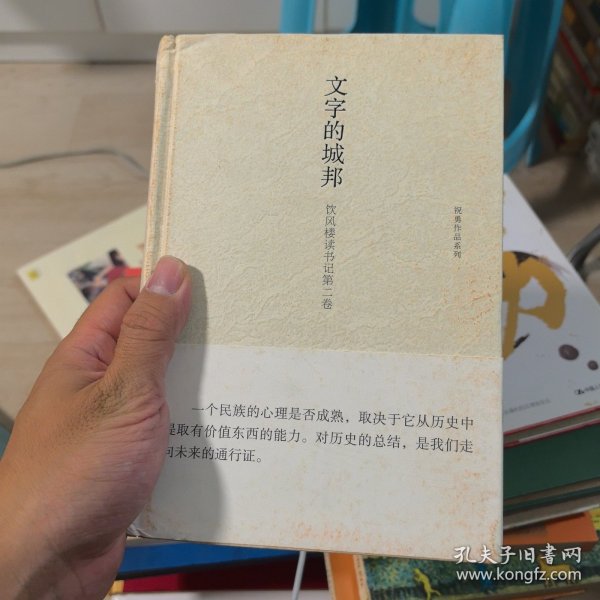 文字的城邦
饮风楼读书记第二卷
祝勇作品系列
一个民族的心理是否成熟，取决于它从历史中
提取有价值东西的能力。对历史的总结，是我们走
向未来的通行证。
孔夫子旧书网
www.kongfz.com